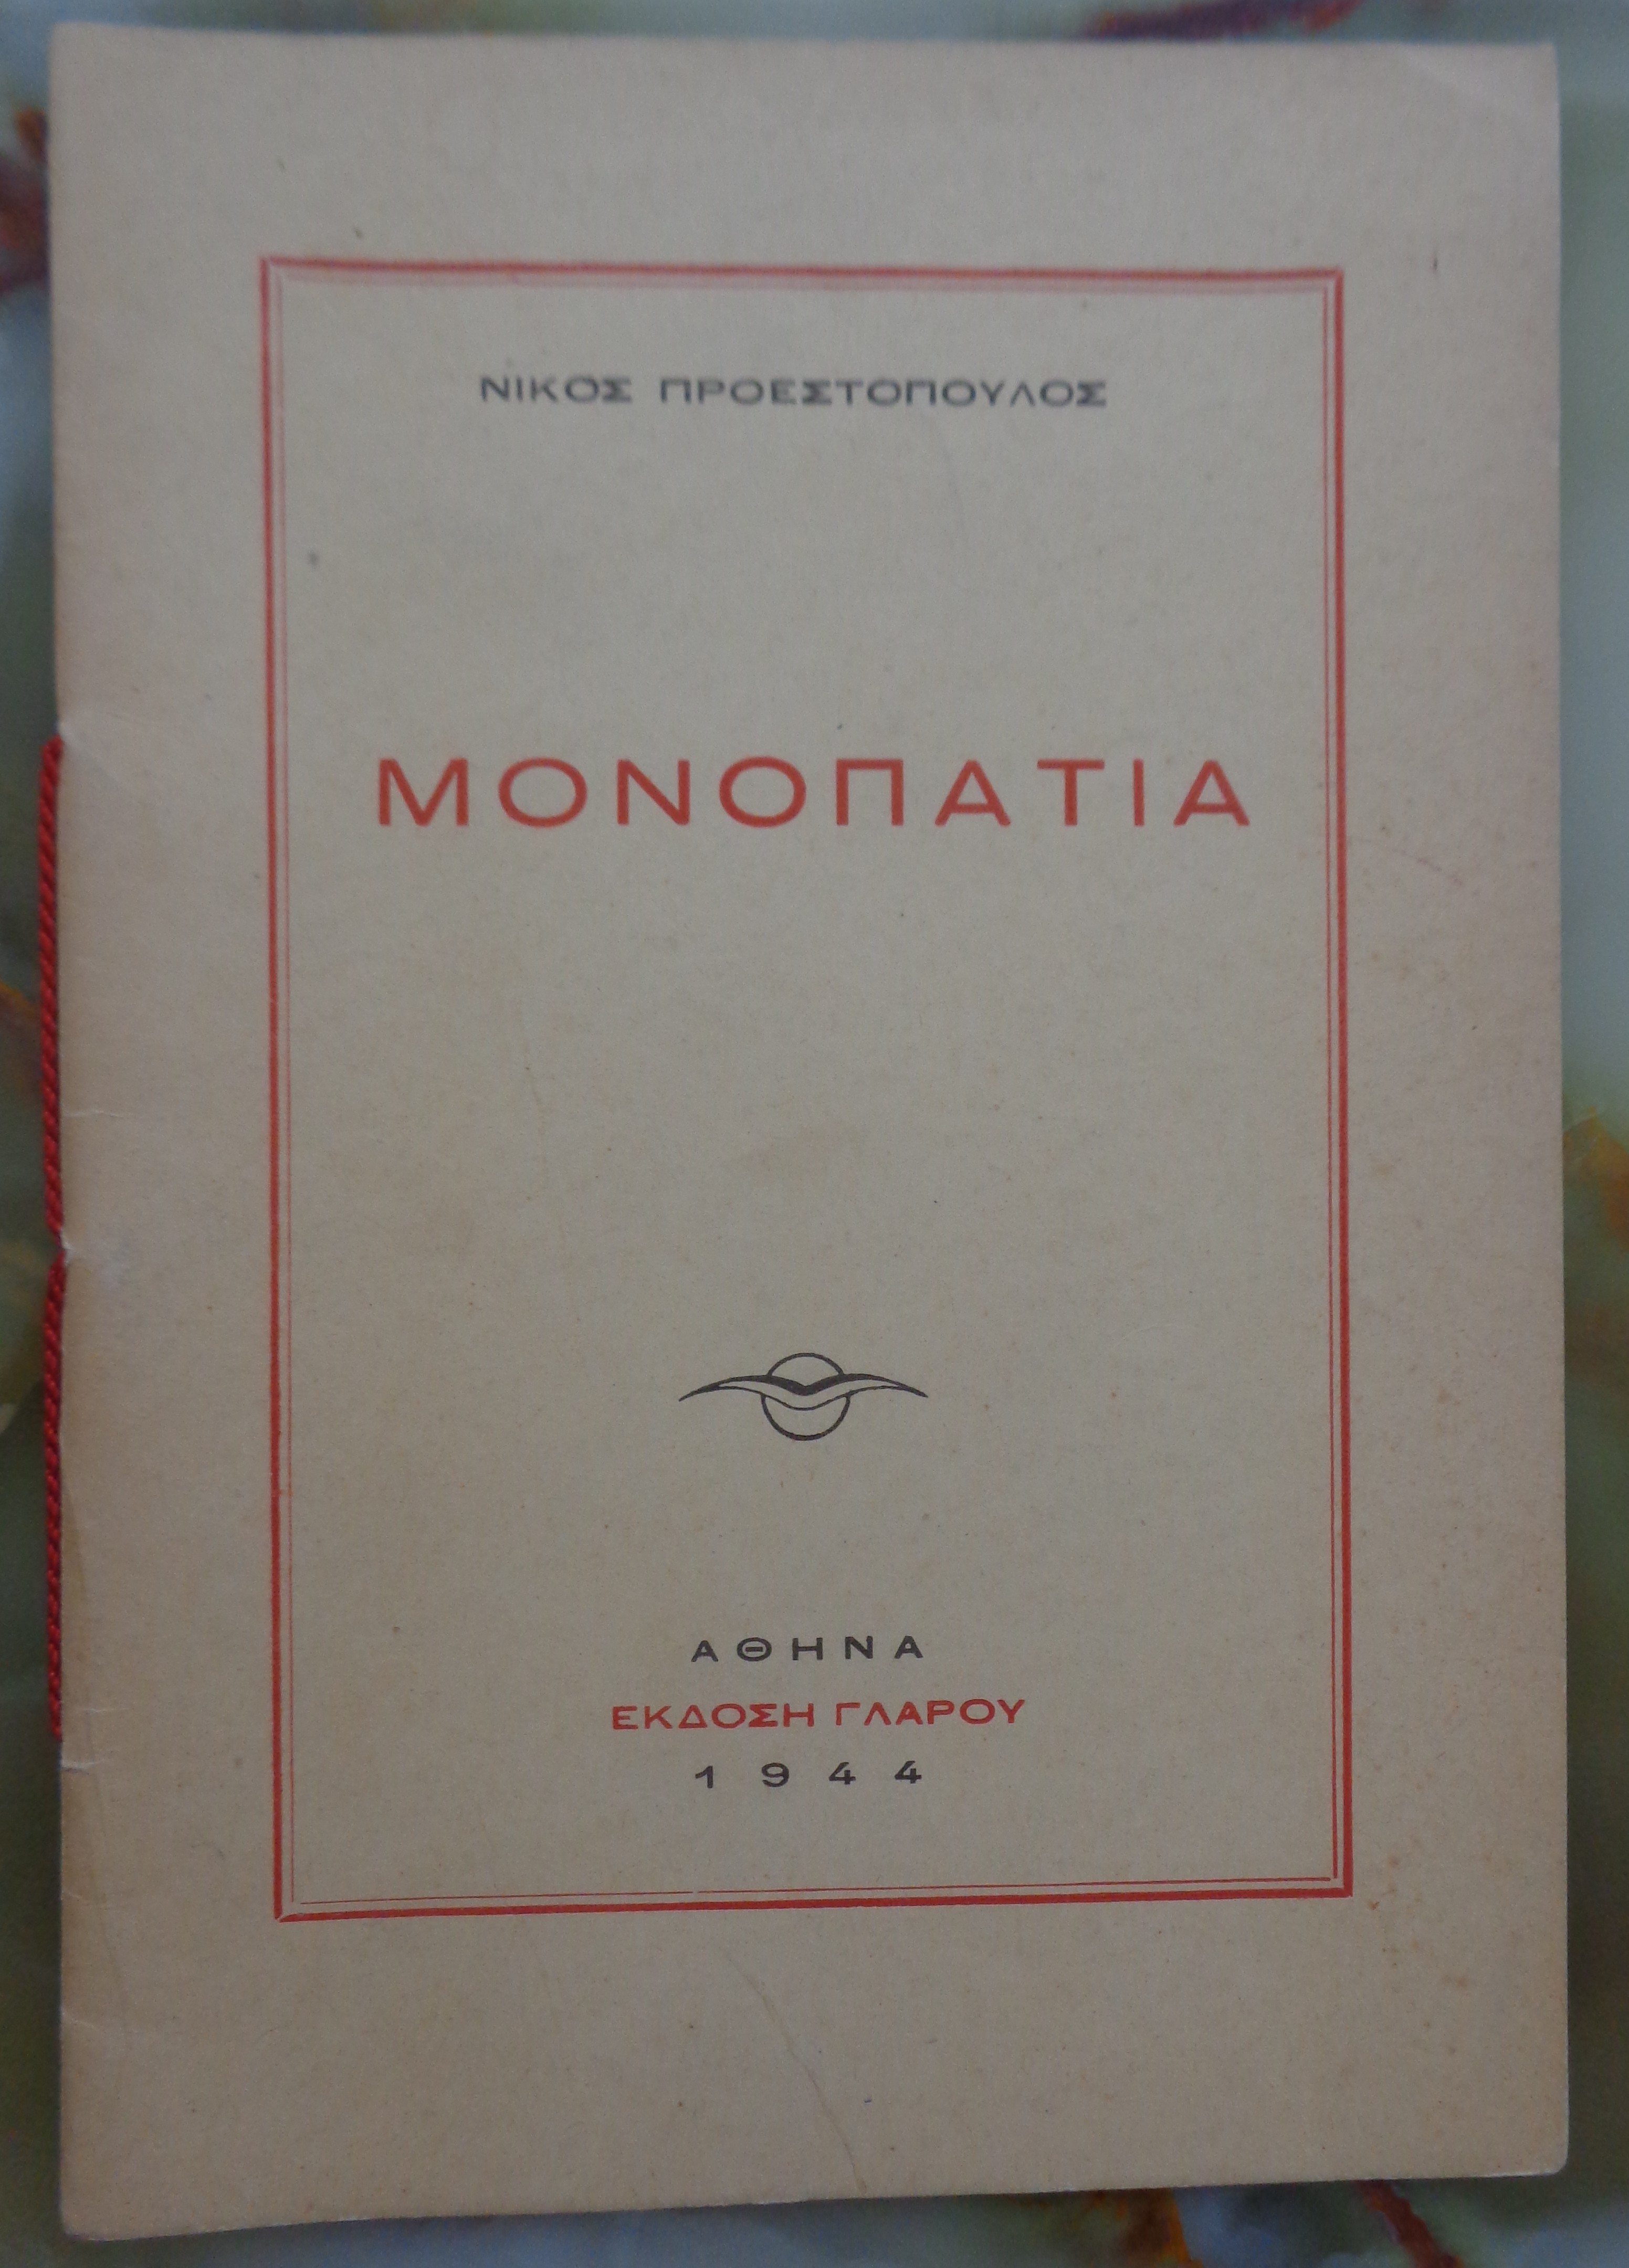 ΝΙΚΟΣ ΠΡΟΕΣΤΟΠΟΥΛΟΣ
ΜΟΝΟΠΑΤΙΑ
ΑΘΗΝΑ
ΕΚΔΟΣΗ ΓΛΑΡΟΥ
1944